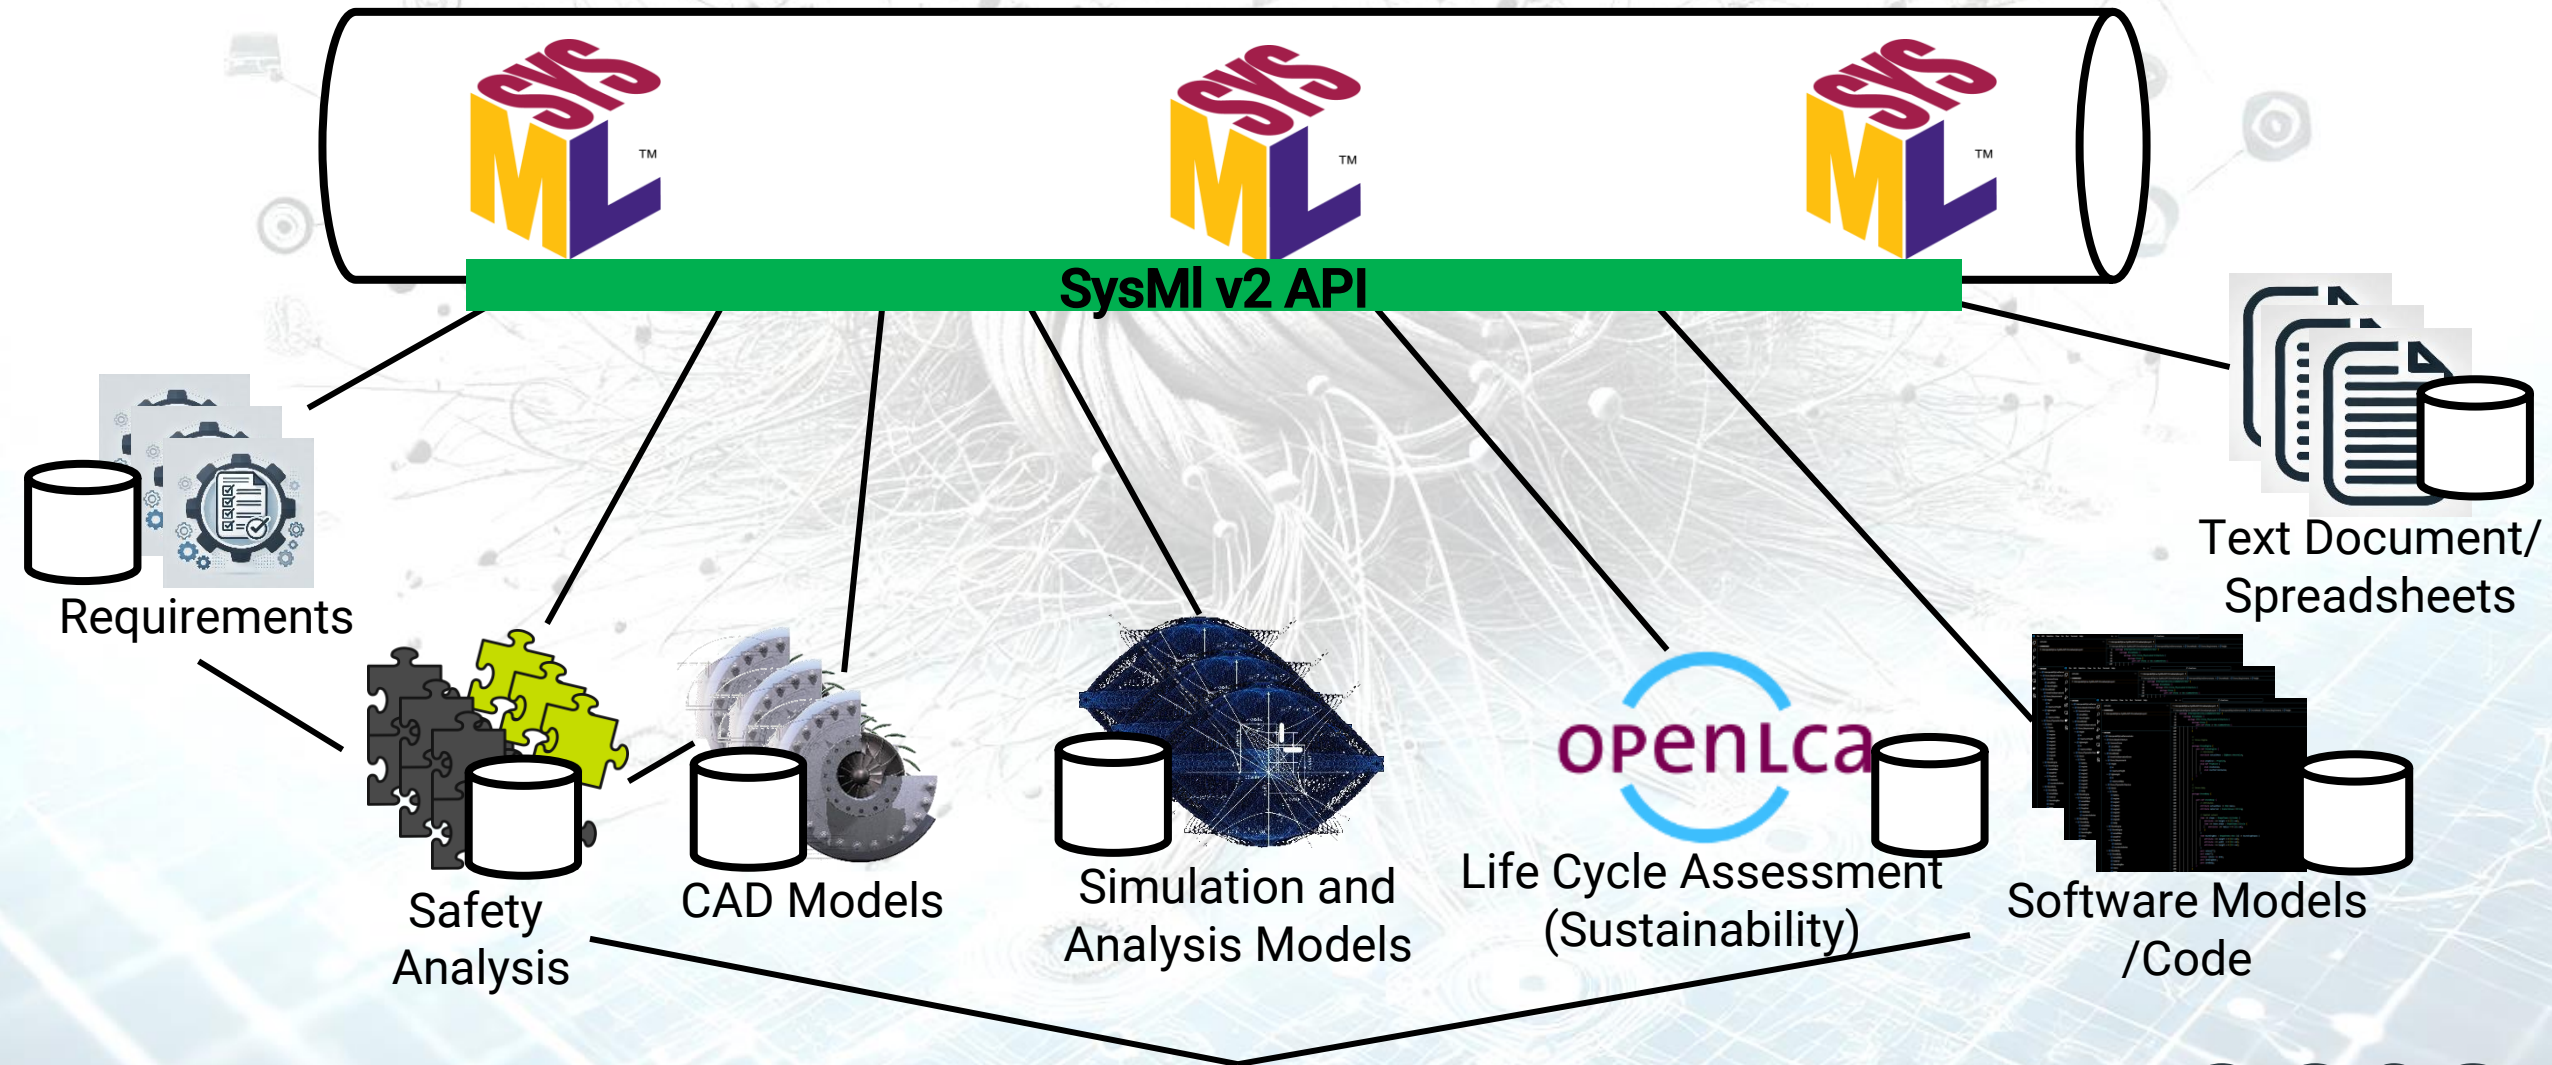 SYS
ML
TM
SYS
ML
TM
SYS
ML
TM
SysMl v2 API
Requirements
Text Document/
Spreadsheets
openLca
Safety
Analysis
CAD Models
Simulation and
Analysis Models
Life Cycle Assessment
(Sustainability)
Software Models
/Code